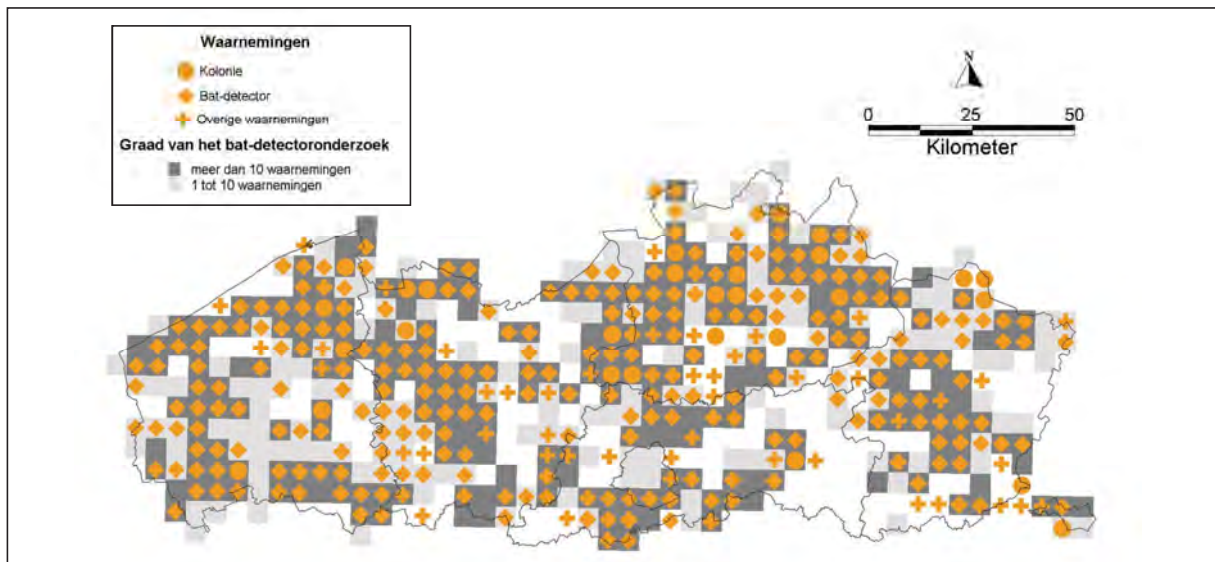 Waarnemingen
Kolonie
Bat-detector
Overige waarnemingen
Graad van het bat-detectoronderzoek
meer dan 10 waarnemingen
1 tot 10 waarnemingen
N
0 25 50
Kilometer